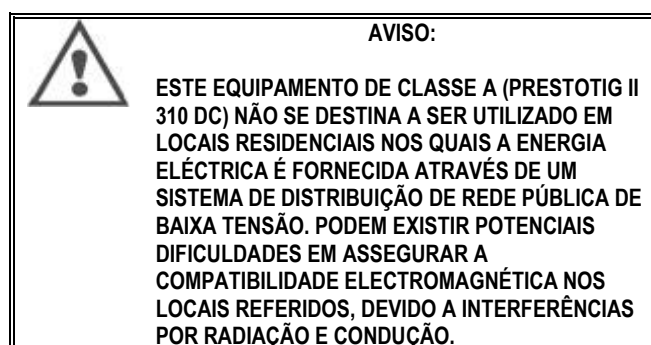 AVISO:
ESTE EQUIPAMENTO DE CLASSE A (PRESTOTIG II
310 DC) NÃO SE DESTINA A SER UTILIZADO EM
LOCAIS RESIDENCIAIS NOS QUAIS A ENERGIA
ELÉCTRICA É FORNECIDA ATRAVÉS DE UM
SISTEMA DE DISTRIBUIÇÃO DE REDE PÚBLICA DE
BAIXA TENSÃO. PODEM EXISTIR POTENCIAIS
DIFICULDADES EM ASSEGURAR A
COMPATIBILIDADE ELECTROMAGNÉTICA NOS
LOCAIS REFERIDOS, DEVIDO A INTERFERÊNCIAS
POR RADIAÇÃO E CONDUÇÃO.